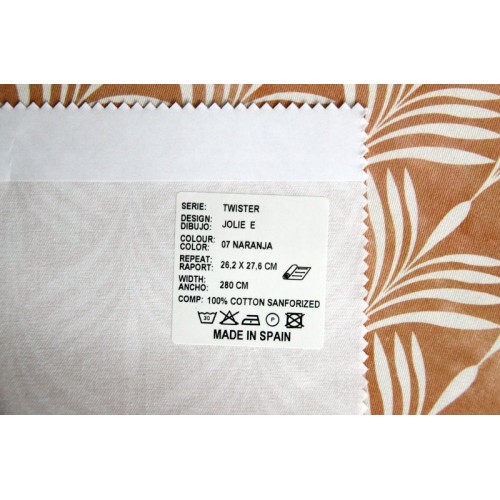 SERIE: TWISTER
DESIGN:
DIBUJO: JOLIE E
COLOUR:
COLOR: 07 NARANJA
REPEAT:
RAPORT: 26,2 X 27,6 CM
WIDTH:
ANCHO: 280 CM
COMP: 100% COTTON SANFORIZED
30 P
MADE IN SPAIN